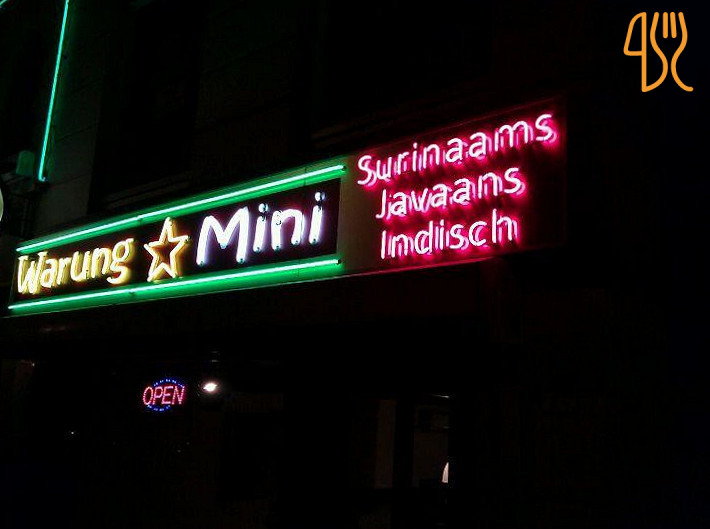 Warung Mini
Surinaams
Javaans
Indisch
OPEN